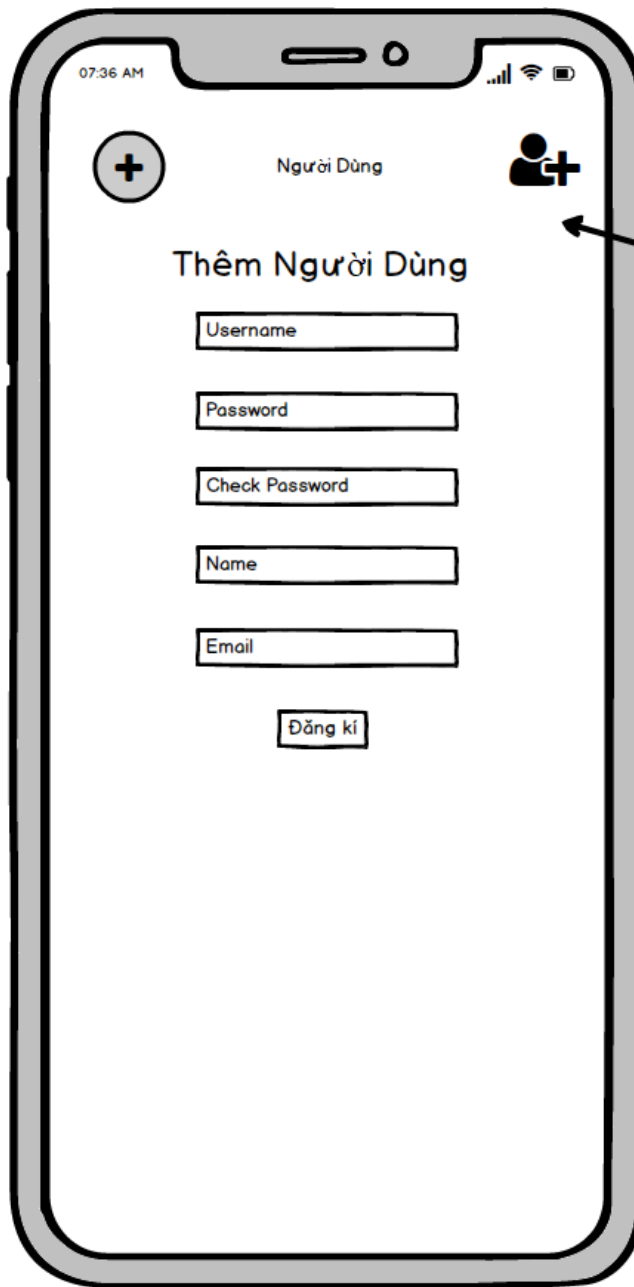 07:36 AM
Người Dùng
Thêm Người Dùng
Username
Password
Check Password
Name
Email
Đăng kí